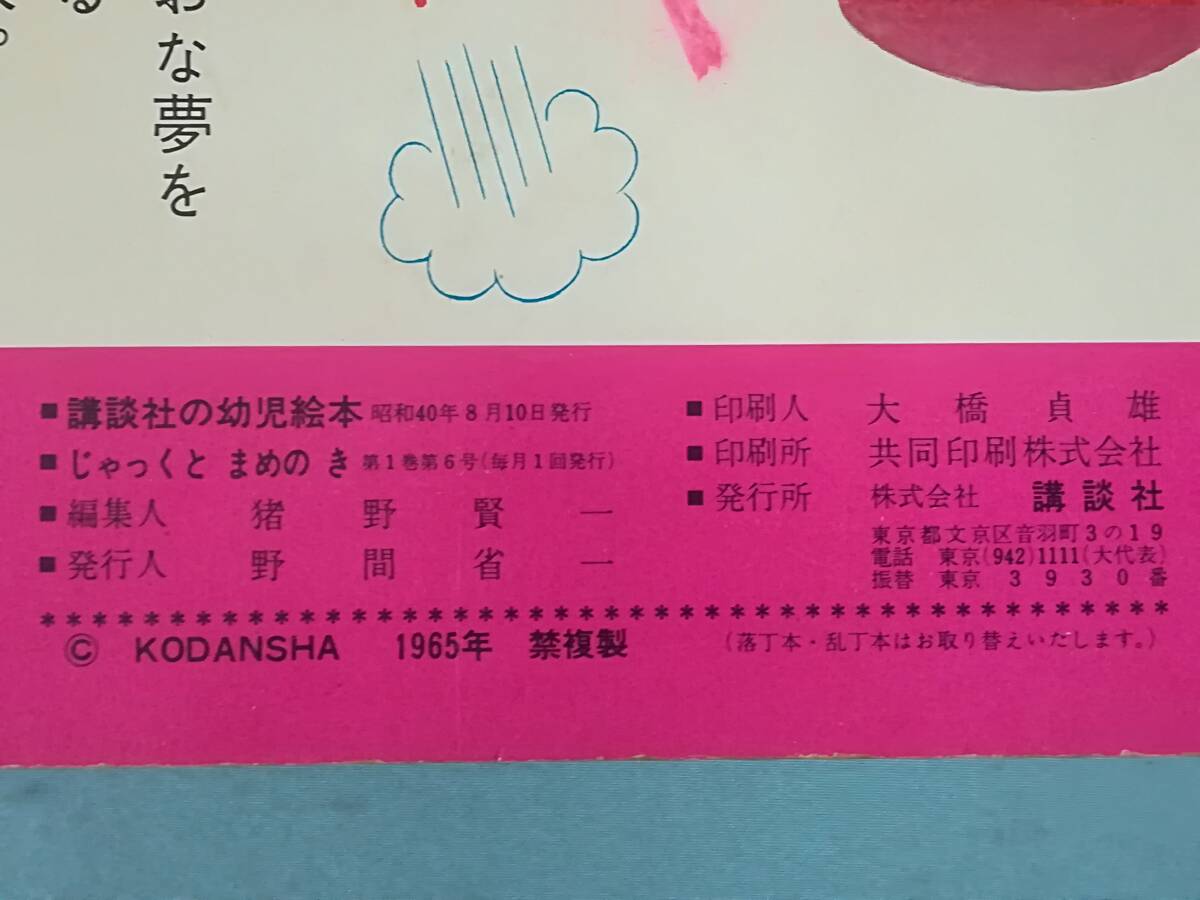 わな夢を
る
■講談社の幼児絵本 昭和40年8月10日発行
■じゃっくと まめの き 第1巻第6号(毎月1回発行)
■編集人 猪野賢一
■発行人 野間省一
■印刷人 大橋貞雄
■印刷所 共同印刷株式会社
■発行所 株式会社 講談社
東京都文京区音羽町3の19
電話 東京(942)1111(大代表)
振替 東京 3930番
© KODANSHA 1965年 禁複製
(落丁本・乱丁本はお取り替えいたします。)